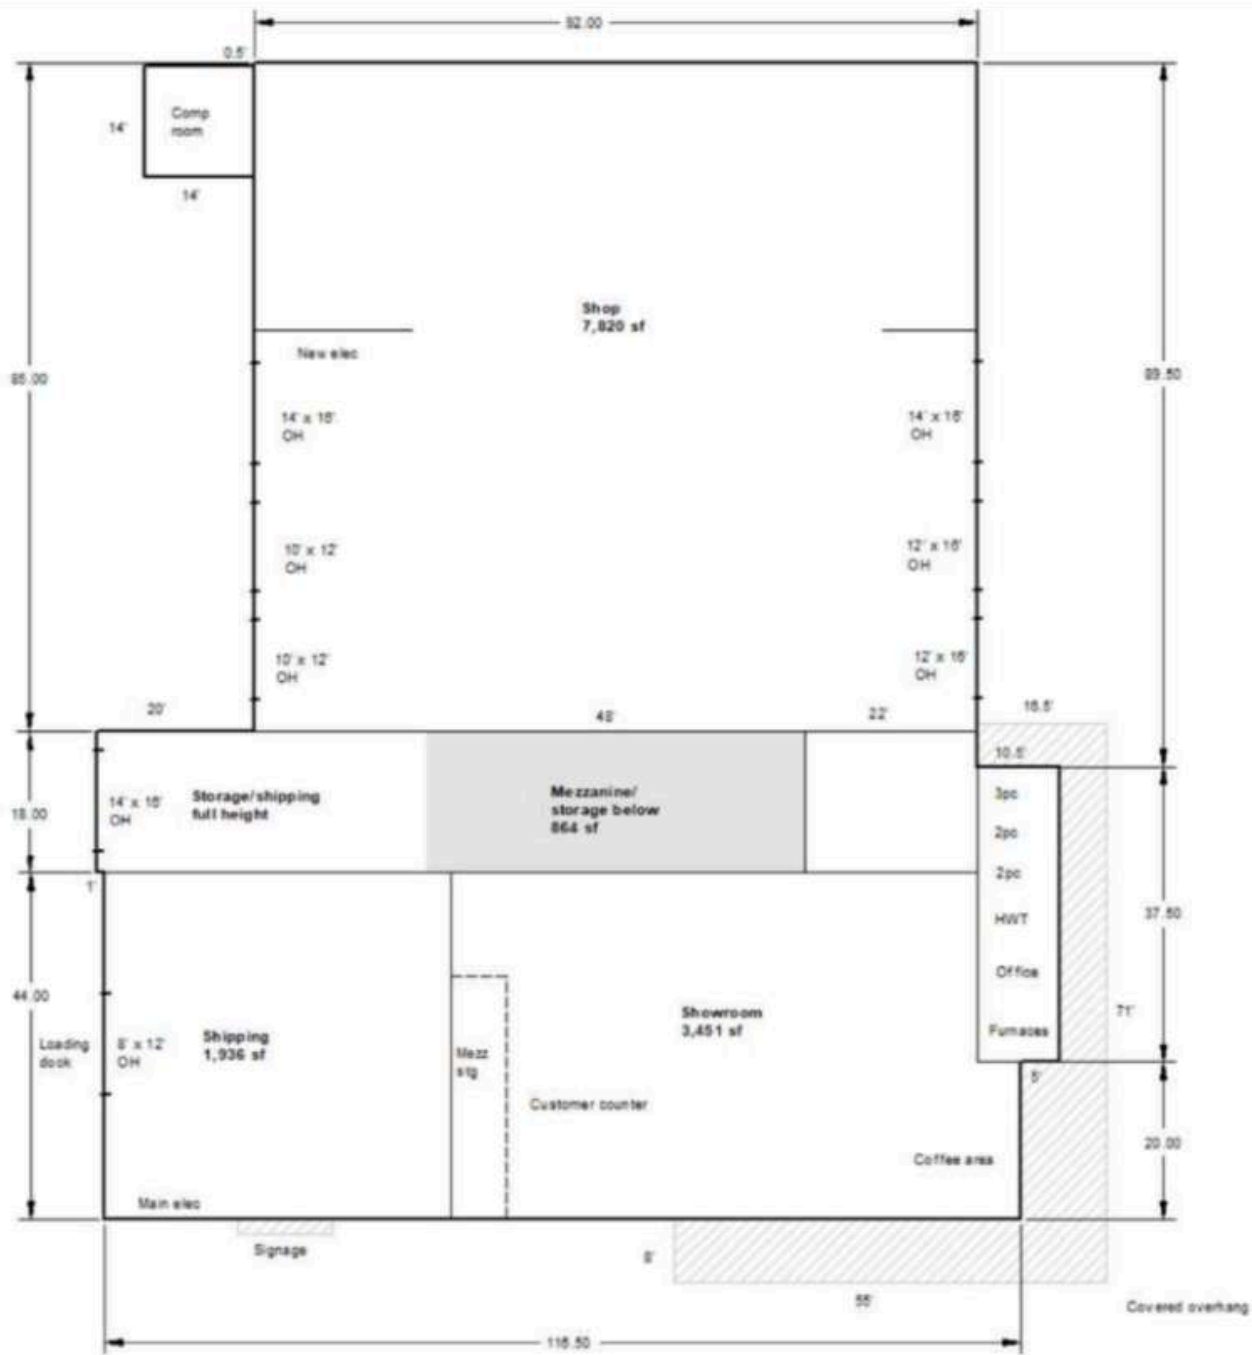 92.00
0.5'
Comp
room
14'
14'
Shop
7,820 sf
New elec
85.00
89.50
14' x 16'
OH
14' x 16'
OH
10' x 12'
OH
12' x 16'
OH
10' x 12'
OH
12' x 16'
OH
20'
48'
22'
16.5'
10.5'
14' x 16'
OH
Storage/shipping
full height
Mezzanine/
storage below
864 sf
3pc
2pc
2pc
HWT
Office
Furnaces
18.00
1'
37.50
44.00
Loading
dock
8' x 12'
OH
Shipping
1,936 sf
Mezz
stg
Showroom
3,451 sf
71'
5'
Customer counter
20.00
Coffee area
Main elec
Signage
8'
55'
Covered overhang
116.50